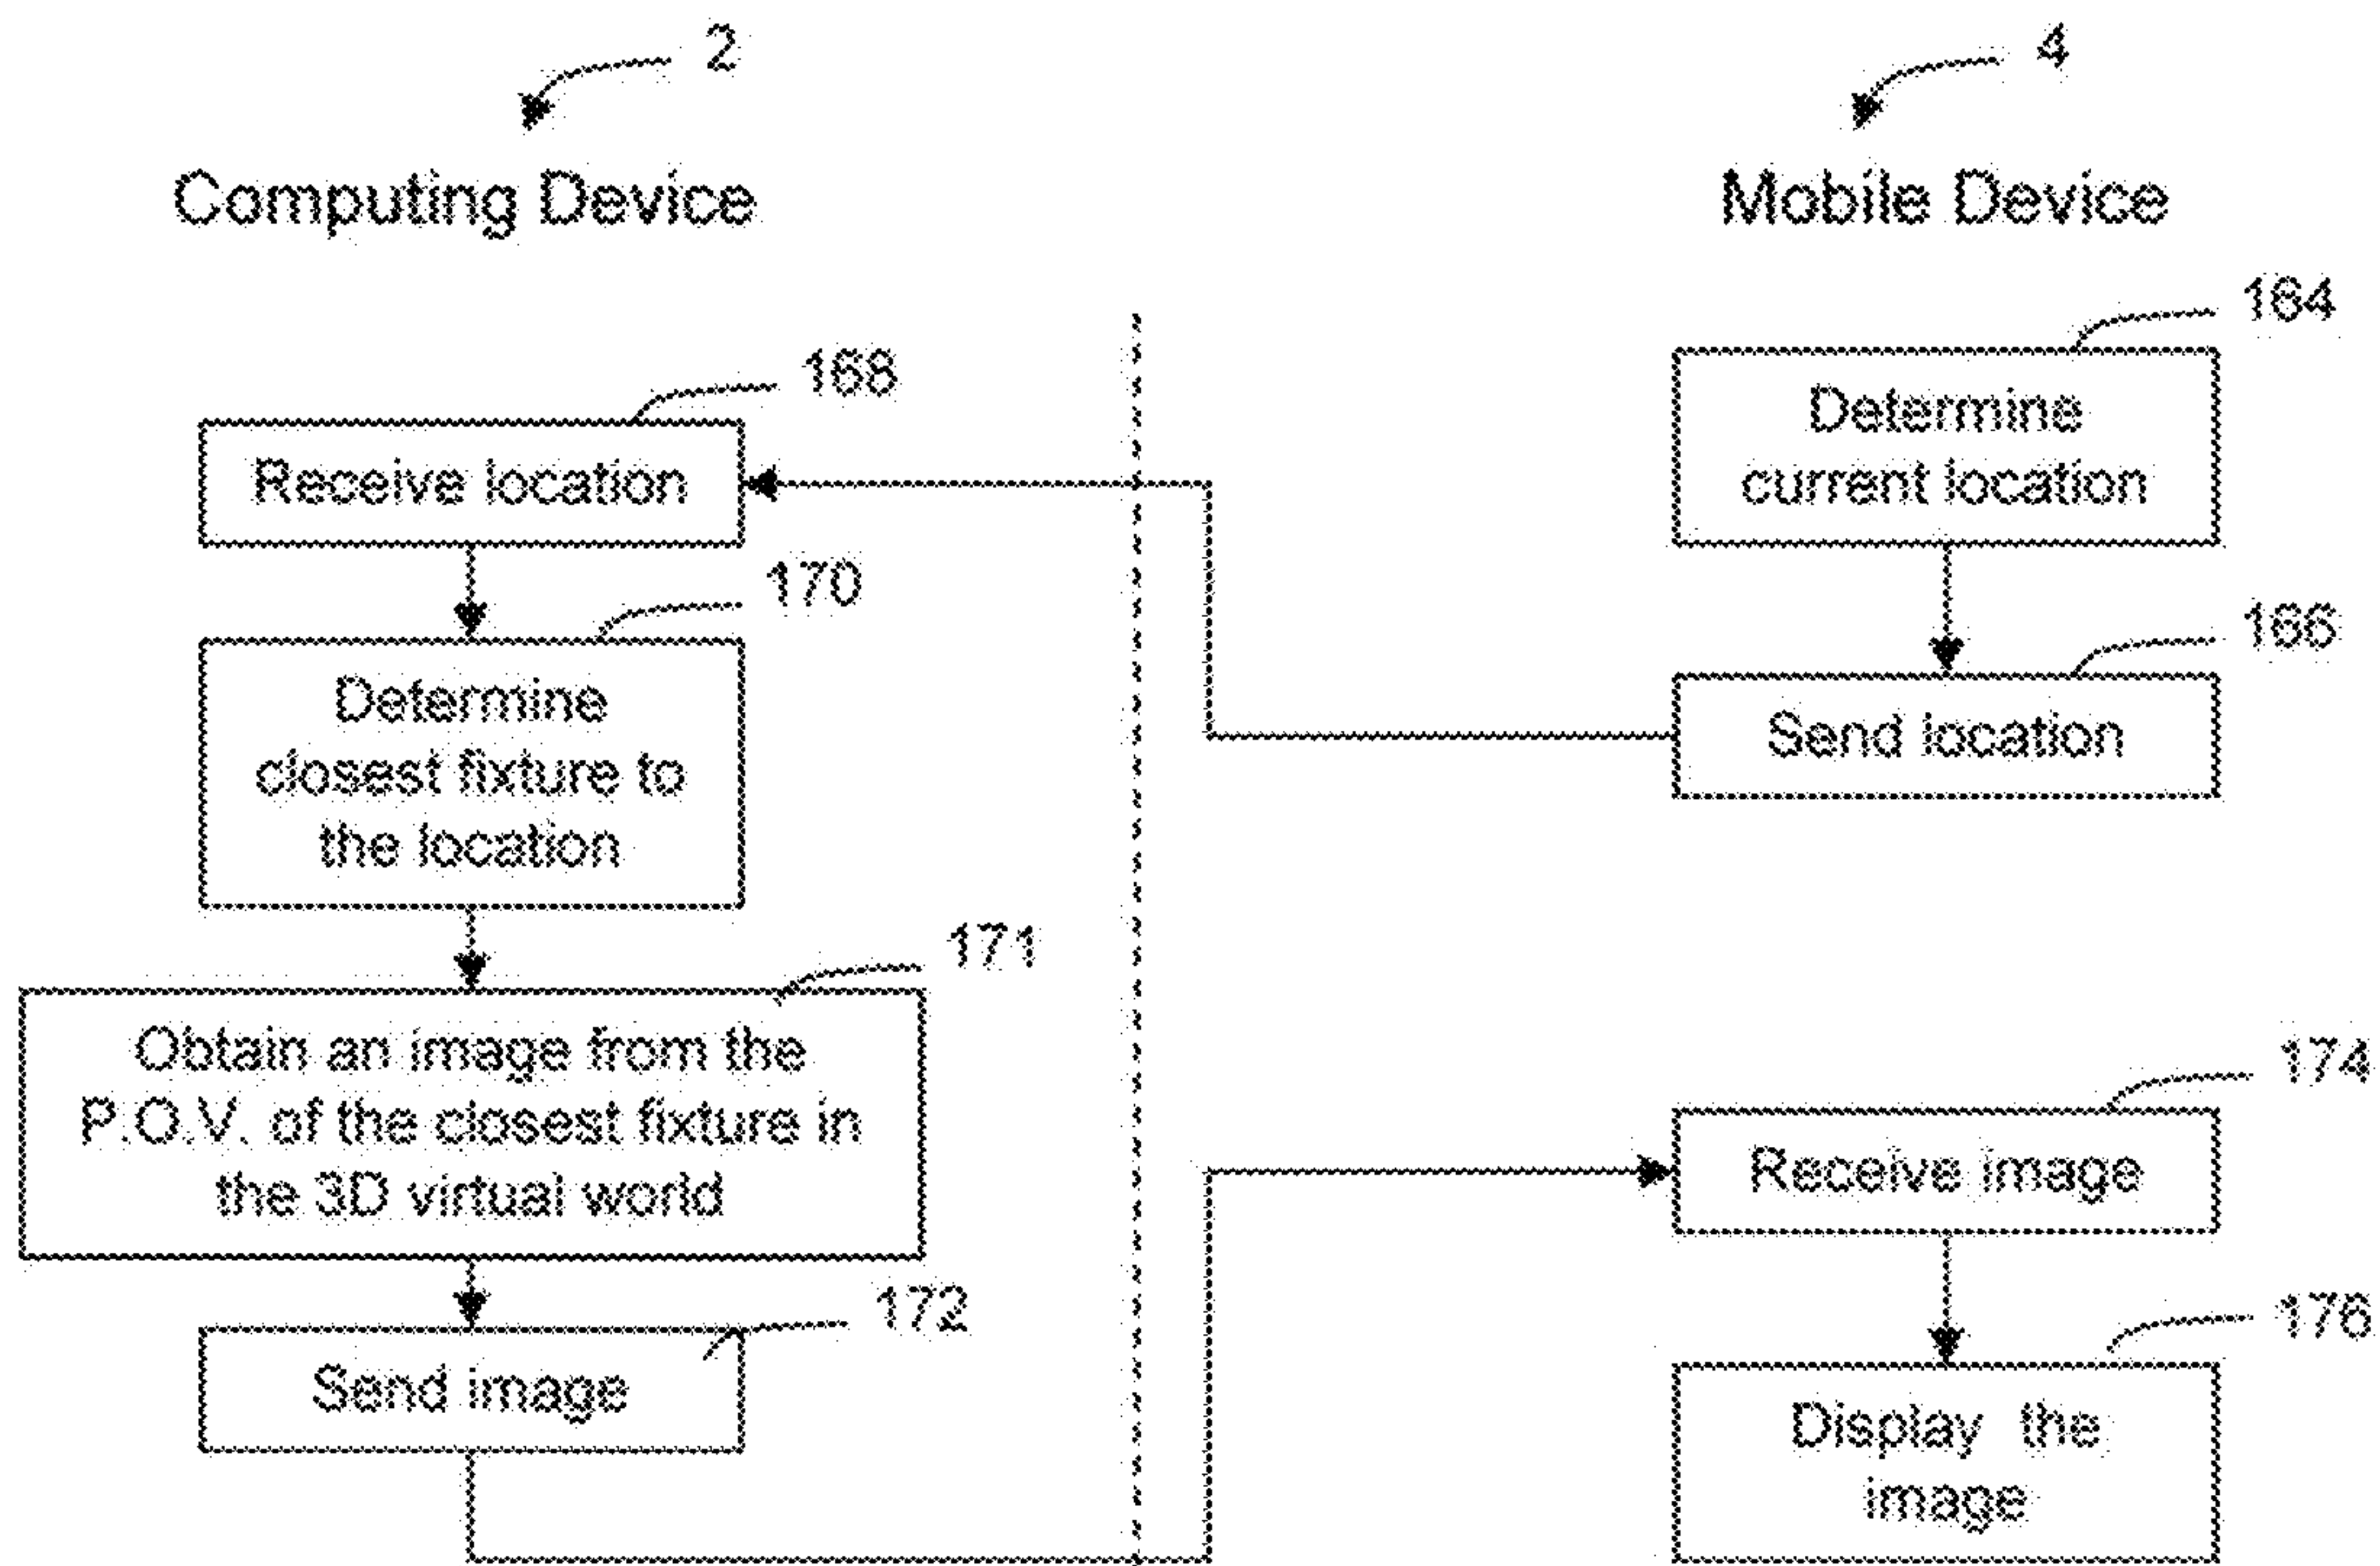 2
4
Computing Device
Mobile Device
164
Determine
current location
168
Receive location
166
Send location
170
Determine
closest fixture to
the location
171
Obtain an image from the
P.O.V. of the closest fixture in
the 3D virtual world
172
Send image
174
Receive image
176
Display the
image